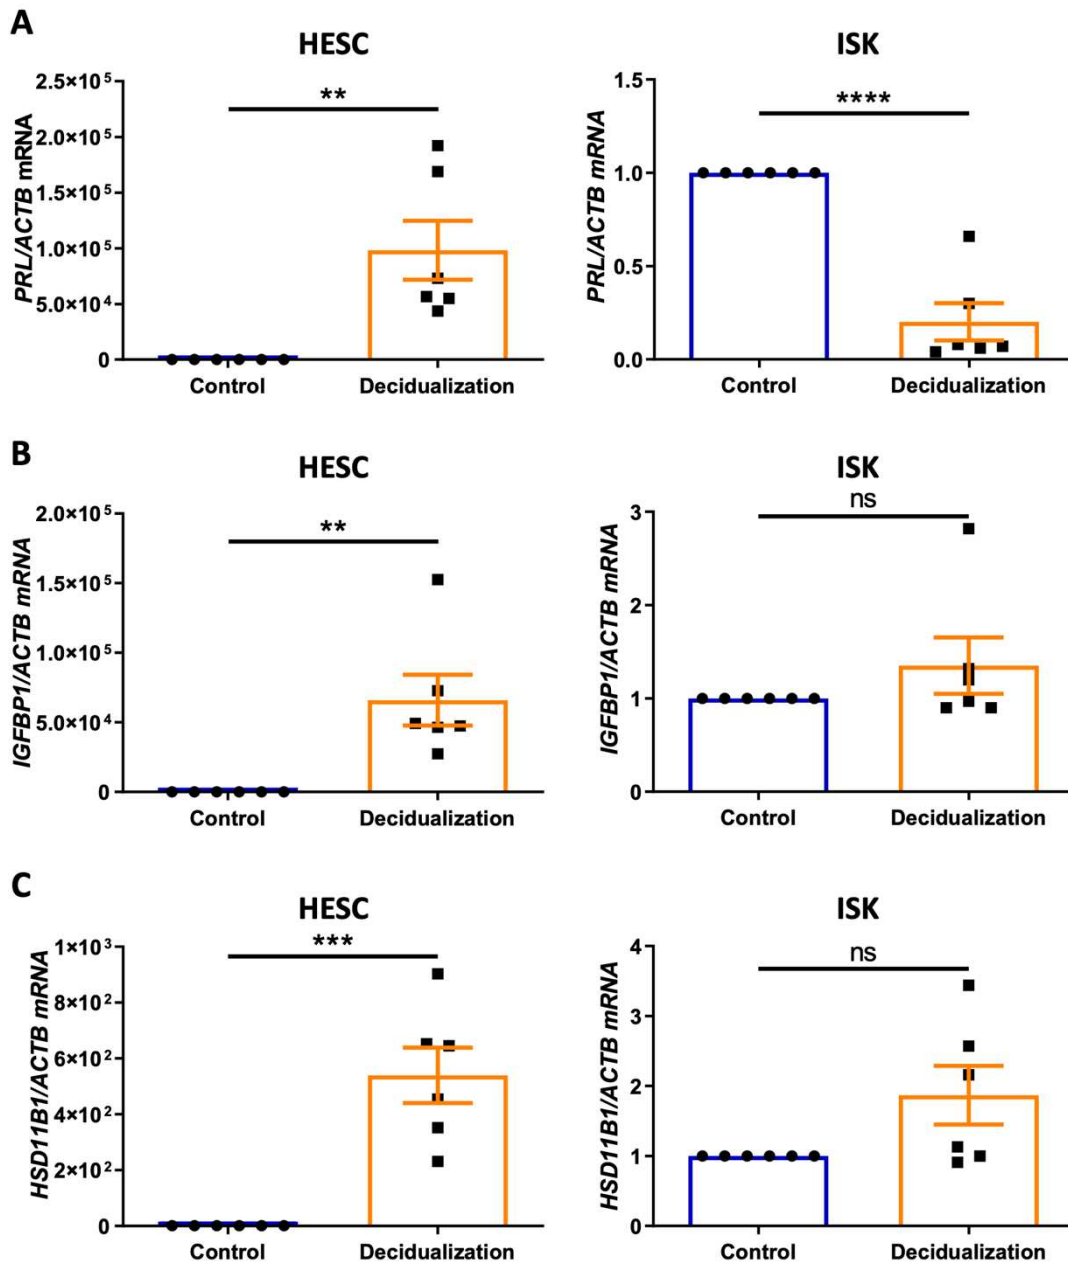 A
HESC
ISK
2.5×10⁵
2.0×10⁵
1.5×10⁵
1.0×10⁵
5.0×10⁴
0
PRL/ACTB mRNA
**
Control
Decidualization
1.5
1.0
0.5
0.0
PRL/ACTB mRNA
****
Control
Decidualization
B
HESC
ISK
2.0×10⁵
1.5×10⁵
1.0×10⁵
5.0×10⁴
0
IGFBP1/ACTB mRNA
**
Control
Decidualization
3
2
1
0
IGFBP1/ACTB mRNA
ns
Control
Decidualization
C
HESC
ISK
1×10³
8×10²
6×10²
4×10²
2×10²
0
HSD11B1/ACTB mRNA
***
Control
Decidualization
4
3
2
1
0
HSD11B1/ACTB mRNA
ns
Control
Decidualization